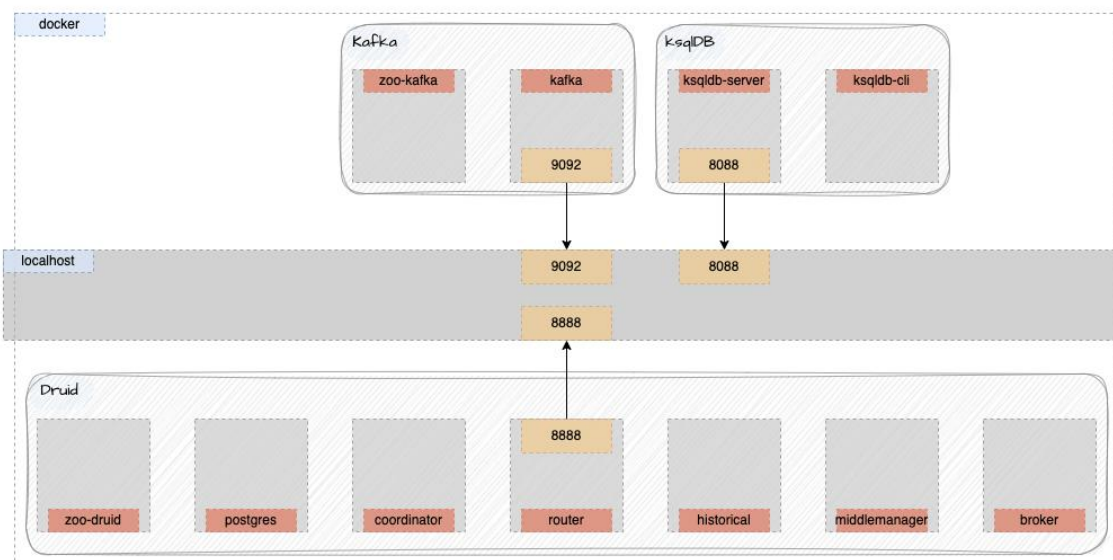 docker
Kafka
ksqlDB
zoo-kafka
kafka
ksqldb-server
ksqldb-cli
9092
8088
localhost
9092
8088
8888
Druid
8888
zoo-druid
postgres
coordinator
router
historical
middlemanager
broker